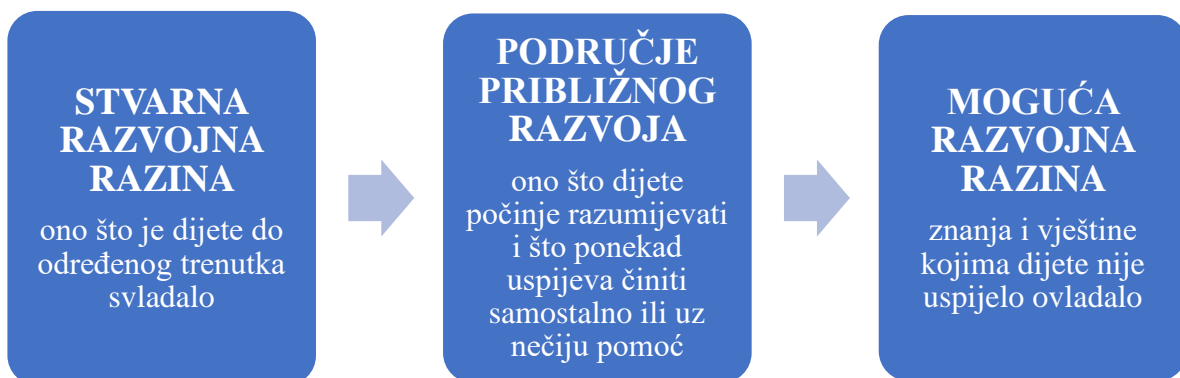 STVARNA
RAZVOJNA
RAZINA
ono što je dijete do
određenog trenutka
svladalo
PODRUČJE
PRIBLIŽNOG
RAZVOJA
ono što dijete
počinje razumijevati
i što ponekad
uspijeva činiti
samostalno ili uz
nečiju pomoć
MOGUĆA
RAZVOJNA
RAZINA
znanja i vještine
kojima dijete nije
uspijelo ovladalo